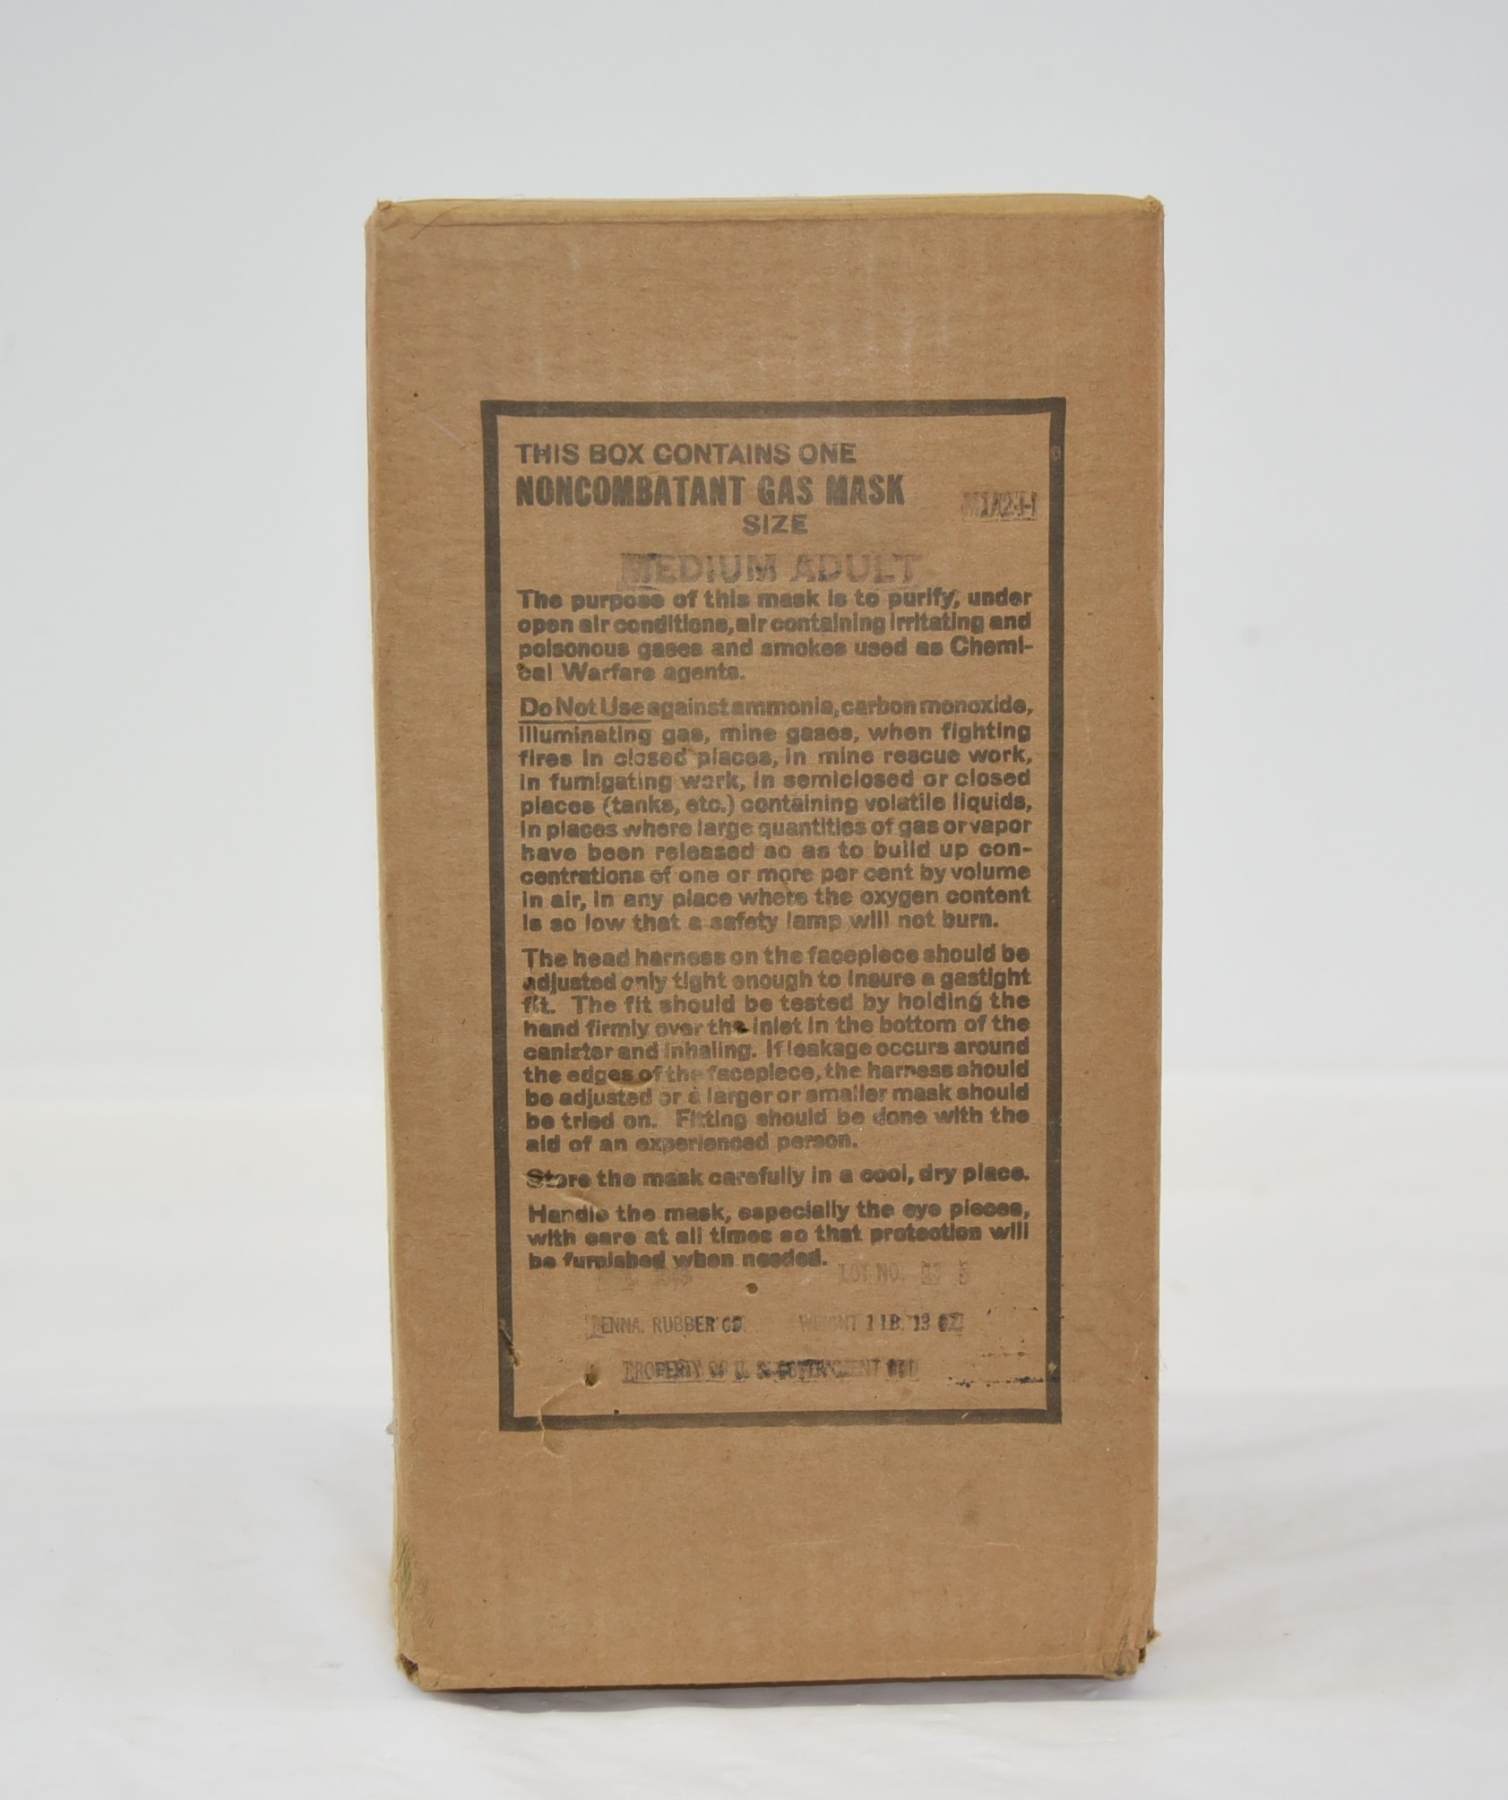 THIS BOX CONTAINS ONE
NONCOMBATANT GAS MASK
SIZE
MEDIUM ADULT
The purpose of this mask is to purify, under
open air conditions, air containing irritating and
poisonous gases and smokes used as Chemi-
cal Warfare agents.
Do Not Use against ammonia, carbon monoxide,
illuminating gas, mine gases, when fighting
fires in closed places, in mine rescue work,
in fumigating work, in semiclosed or closed
places (tanks, etc.) containing volatile liquids,
in places where large quantities of gas or vapor
have been released so as to build up con-
centrations of one or more per cent by volume
in air, in any place where the oxygen content
is so low that a safety lamp will not burn.
The head harness on the facepiece should be
adjusted only tight enough to insure a gastight
fit. The fit should be tested by holding the
hand firmly over the inlet in the bottom of the
canister and inhaling. If leakage occurs around
the edges of the facepiece, the harness should
be adjusted or a larger or smaller mask should
be tried on. Fitting should be done with the
aid of an experienced person.
Store the mask carefully in a cool, dry place.
Handle the mask, especially the eye pieces,
with care at all times so that protection will
be furnished when needed.
LOT NO.
PENNA. RUBBER CO. WEIGHT 1 LB. 13 OZ.
PROPERTY OF U. S. GOVERNMENT OCD